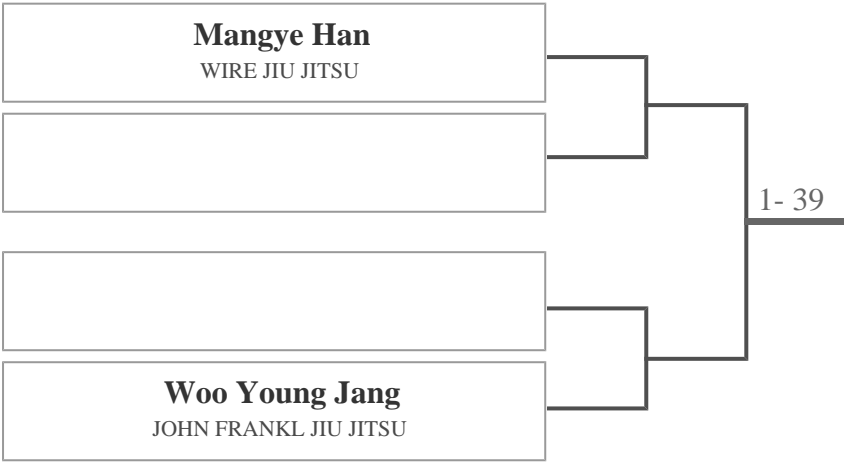 Mangye Han
WIRE JIU JITSU
1- 39
Woo Young Jang
JOHN FRANKL JIU JITSU